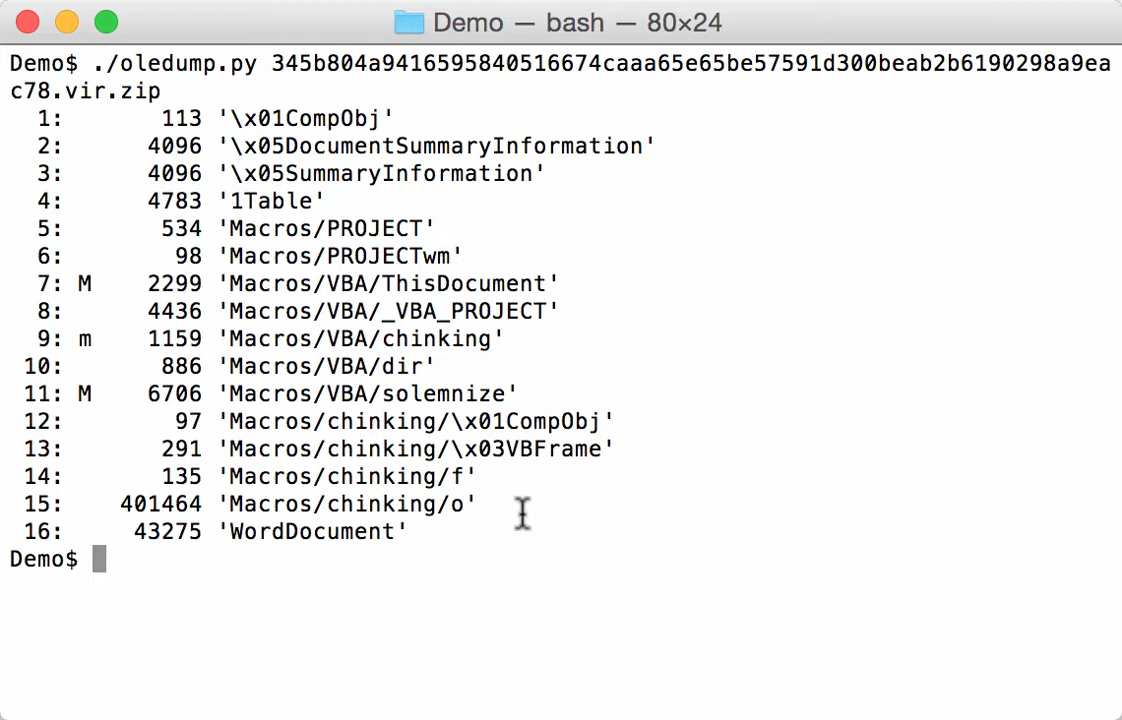 Demo — bash — 80×24
Demo$ ./oledump.py 345b804a9416595840516674caaa65e65be57591d300beab2b6190298a9ea
c78.vir.zip
  1:       113 '\x01CompObj'
  2:      4096 '\x05DocumentSummaryInformation'
  3:      4096 '\x05SummaryInformation'
  4:      4783 '1Table'
  5:       534 'Macros/PROJECT'
  6:        98 'Macros/PROJECTwm'
  7: M    2299 'Macros/VBA/ThisDocument'
  8:      4436 'Macros/VBA/_VBA_PROJECT'
  9: m    1159 'Macros/VBA/chinking'
 10:       886 'Macros/VBA/dir'
 11: M    6706 'Macros/VBA/solemnize'
 12:        97 'Macros/chinking/\x01CompObj'
 13:       291 'Macros/chinking/\x03VBFrame'
 14:       135 'Macros/chinking/f'
 15:    401464 'Macros/chinking/o'
 16:     43275 'WordDocument'
Demo$